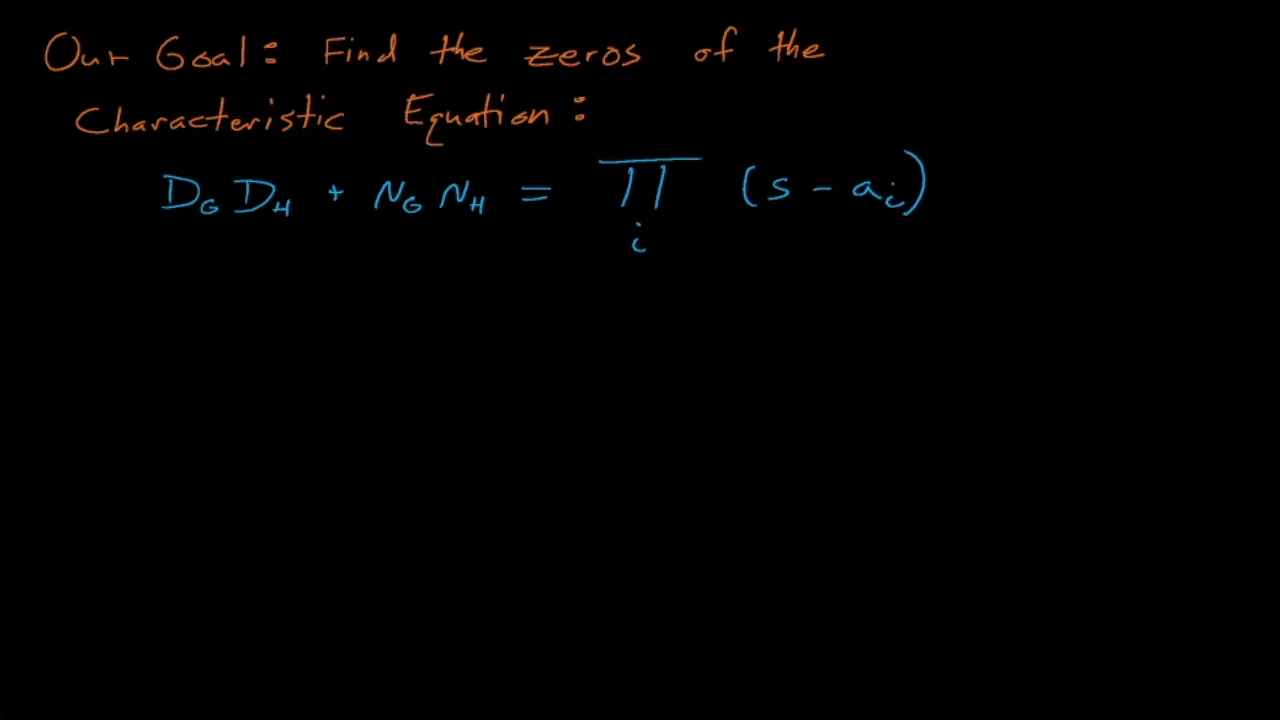 Our Goal: Find the zeros of the
Characteristic Equation:
D_G D_H + N_G N_H = ∏_i (s - a_i)